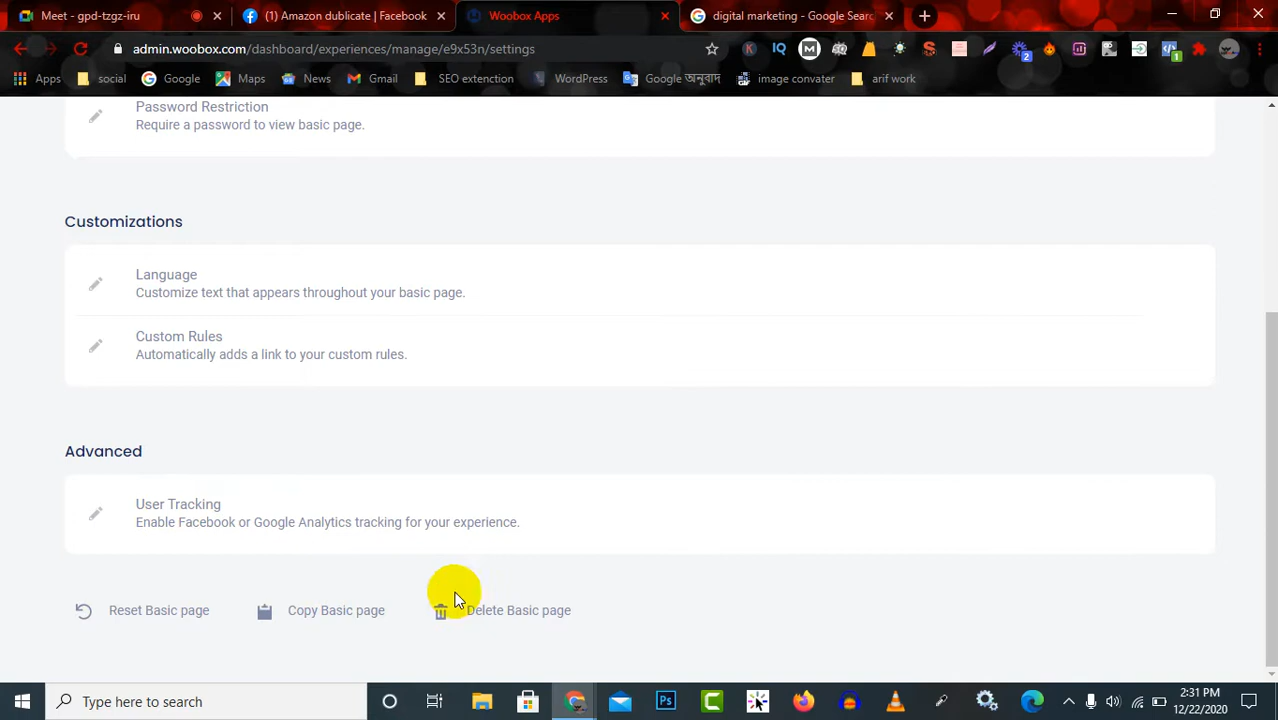 Meet - gpd-tzgz-iru
(1) Amazon dublicate | Facebook
Woobox Apps
digital marketing - Google Searc
admin.woobox.com/dashboard/experiences/manage/e9x53n/settings
Apps
social
Google
Maps
News
Gmail
SEO extenction
WordPress
Google অনুবাদ
image convater
arif work
Password Restriction
Require a password to view basic page.
Customizations
Language
Customize text that appears throughout your basic page.
Custom Rules
Automatically adds a link to your custom rules.
Advanced
User Tracking
Enable Facebook or Google Analytics tracking for your experience.
Reset Basic page
Copy Basic page
Delete Basic page
Type here to search
2:31 PM
12/22/2020